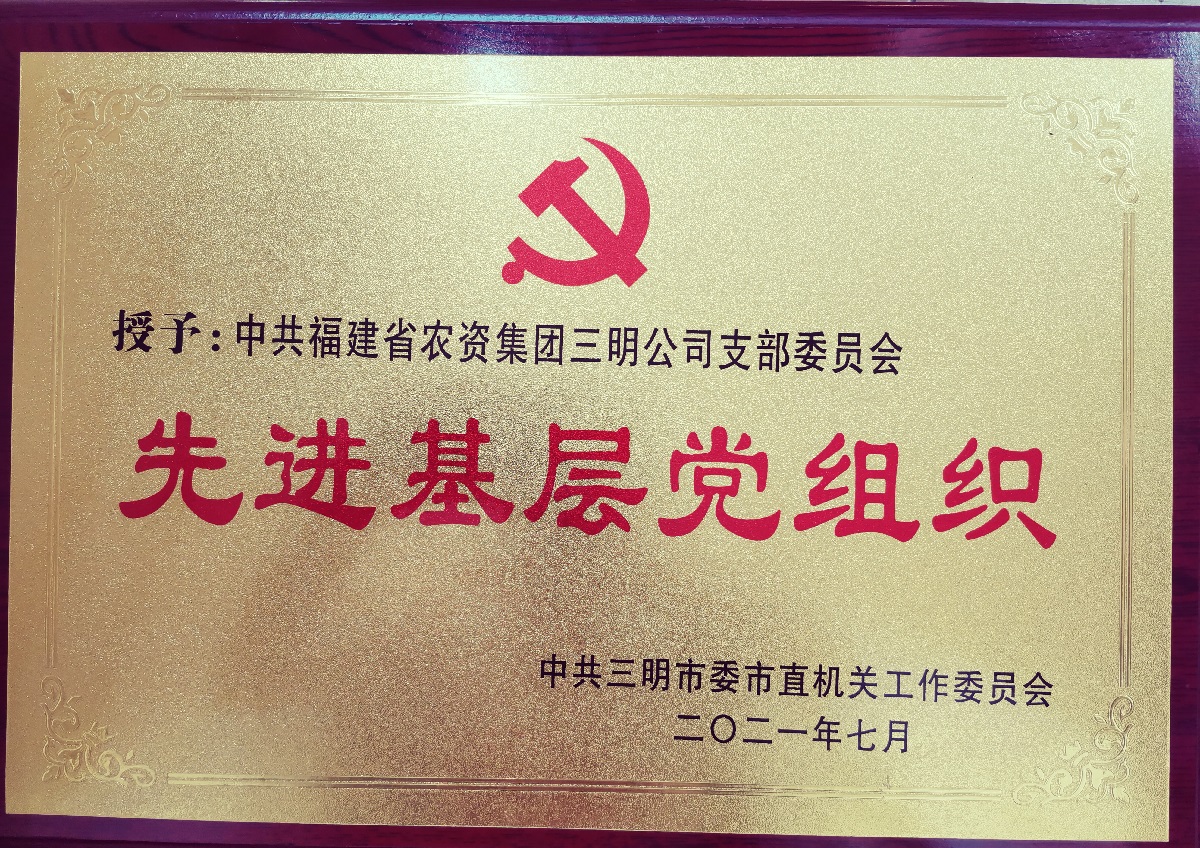 授予:中共福建省农资集团三明公司支部委员会
先进基层党组织
中共三明市委市直机关工作委员会
二〇二一年七月